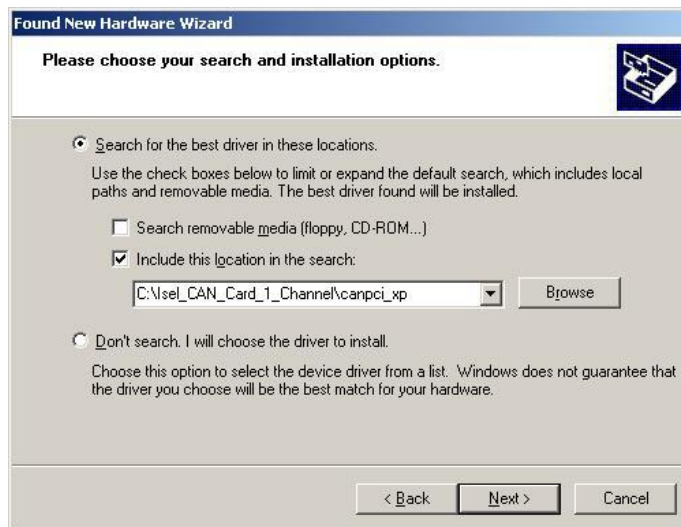 Found New Hardware Wizard
Please choose your search and installation options.
Search for the best driver in these locations.
Use the check boxes below to limit or expand the default search, which includes local
paths and removable media. The best driver found will be installed.
Search removable media (floppy, CD-ROM...)
Include this location in the search:
C:\Isel_CAN_Card_1_Channel\canpci_xp
Browse
Don't search. I will choose the driver to install.
Choose this option to select the device driver from a list. Windows does not guarantee that
the driver you choose will be the best match for your hardware.
< Back
Next >
Cancel